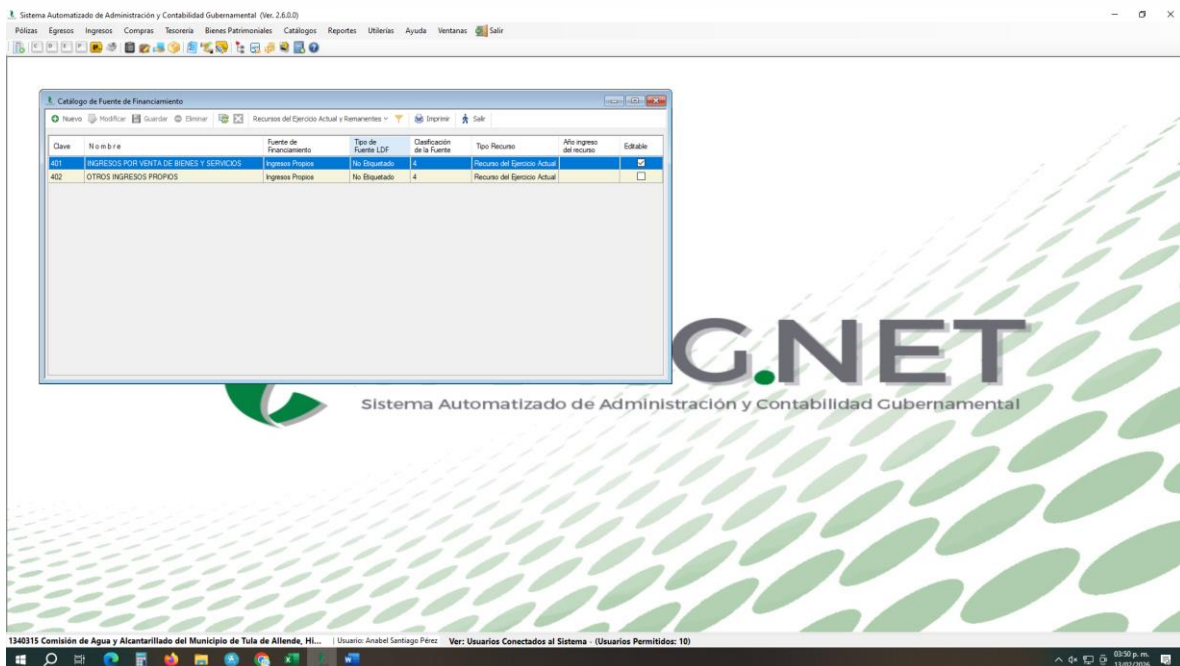 Sistema Automatizado de Administración y Contabilidad Gubernamental (Ver. 2.6.0.0)
Pólizas Egresos Ingresos Compras Tesorería Bienes Patrimoniales Catálogos Reportes Utilerías Ayuda Ventanas Salir
Catálogo de Fuente de Financiamiento
Nuevo Modificar Guardar Eliminar Recursos del Ejercicio Actual y Remanentes Imprimir Salir
Clave Nombre Fuente de Financiamiento Tipo de Fuente LDF Clasificación de la Fuente Tipo Recurso Año ingreso del recurso Editable
401 INGRESOS POR VENTA DE BIENES Y SERVICIOS Ingresos Propios No Etiquetado 4 Recurso del Ejercicio Actual
402 OTROS INGRESOS PROPIOS Ingresos Propios No Etiquetado 4 Recurso del Ejercicio Actual
G.NET
Sistema Automatizado de Administración y Contabilidad Gubernamental
1340315 Comisión de Agua y Alcantarillado del Municipio de Tula de Allende, Hi... Usuario: Anabel Santiago Pérez Ver: Usuarios Conectados al Sistema - (Usuarios Permitidos: 10)
03:50 p. m.
13/02/2026